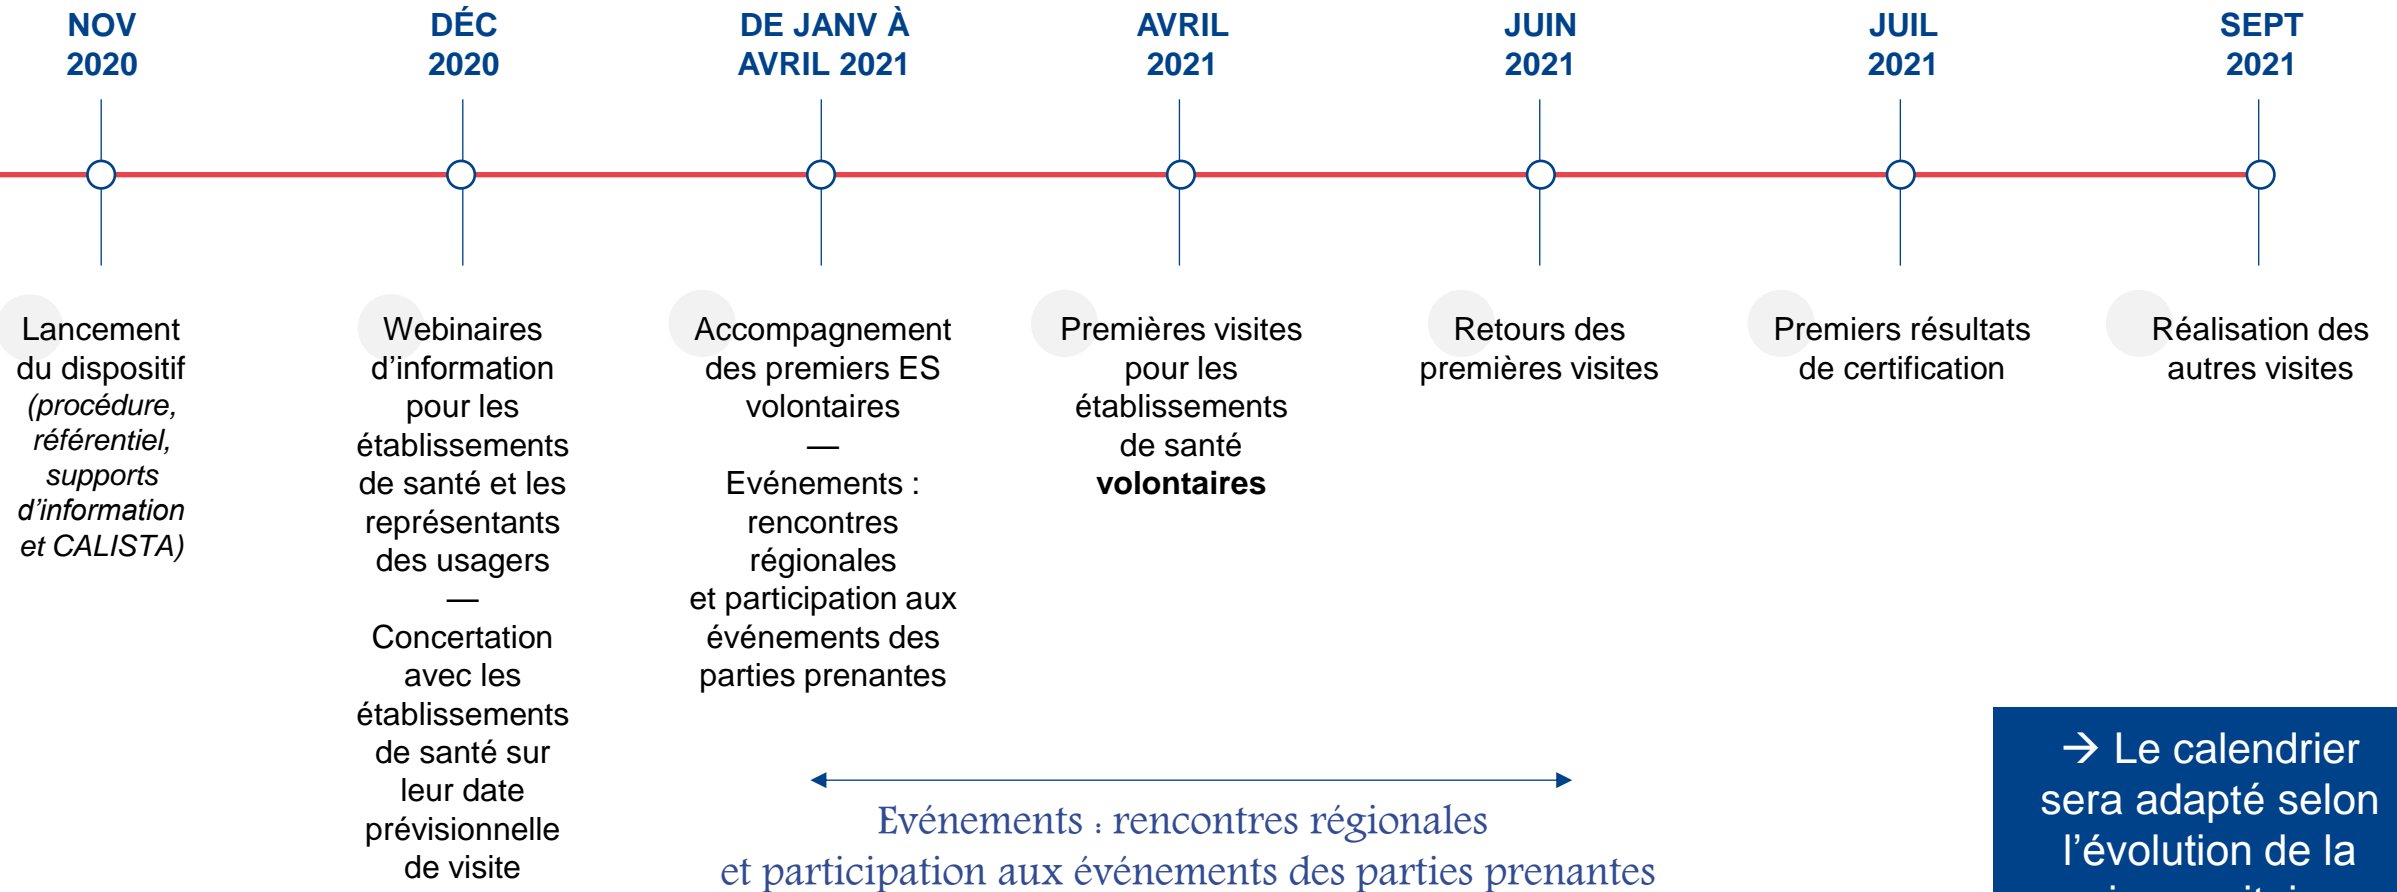 NOV
2020
DÉC
2020
DE JANV À
AVRIL 2021
AVRIL
2021
JUIN
2021
JUIL
2021
SEPT
2021
Lancement
du dispositif
(procédure,
référentiel,
supports
d’information
et CALISTA)
Webinaires
d’information
pour les
établissements
de santé et les
représentants
des usagers
—
Concertation
avec les
établissements
de santé sur
leur date
prévisionnelle
de visite
Accompagnement
des premiers ES
volontaires
—
Evénements :
rencontres
régionales
et participation aux
événements des
parties prenantes
Premières visites
pour les
établissements
de santé
volontaires
Retours des
premières visites
Premiers résultats
de certification
Réalisation des
autres visites
Evénements : rencontres régionales
et participation aux événements des parties prenantes
→ Le calendrier
sera adapté selon
l’évolution de la